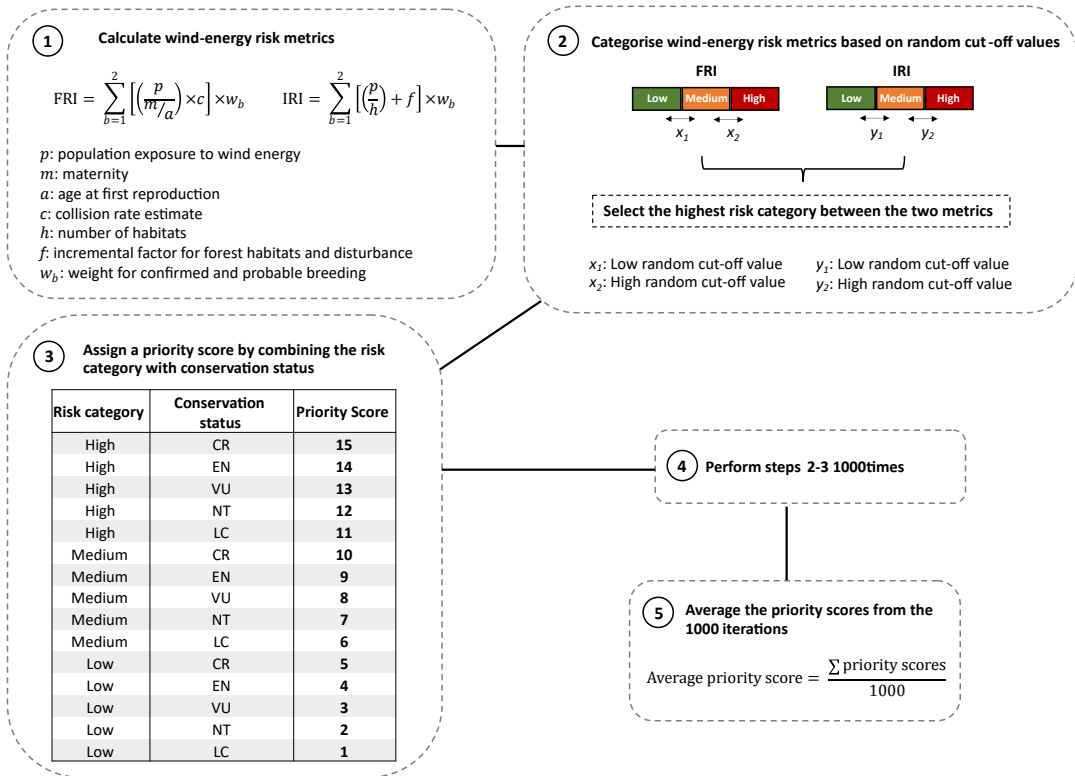 1 Calculate wind-energy risk metrics
FRI = ∑_{b=1}^{2} [(p / (m/a)) × c] × w_b IRI = ∑_{b=1}^{2} [(p/h) + f] × w_b
p: population exposure to wind energy
m: maternity
a: age at first reproduction
c: collision rate estimate
h: number of habitats
f: incremental factor for forest habitats and disturbance
w_b: weight for confirmed and probable breeding
2 Categorise wind-energy risk metrics based on random cut-off values
FRI IRI
Low Medium High Low Medium High
x1 x2 y1 y2
Select the highest risk category between the two metrics
x1: Low random cut-off value y1: Low random cut-off value
x2: High random cut-off value y2: High random cut-off value
3 Assign a priority score by combining the risk
category with conservation status
Risk category Conservation status Priority Score
High CR 15
High EN 14
High VU 13
High NT 12
High LC 11
Medium CR 10
Medium EN 9
Medium VU 8
Medium NT 7
Medium LC 6
Low CR 5
Low EN 4
Low VU 3
Low NT 2
Low LC 1
4 Perform steps 2-3 1000times
5 Average the priority scores from the
1000 iterations
Average priority score = ∑ priority scores / 1000